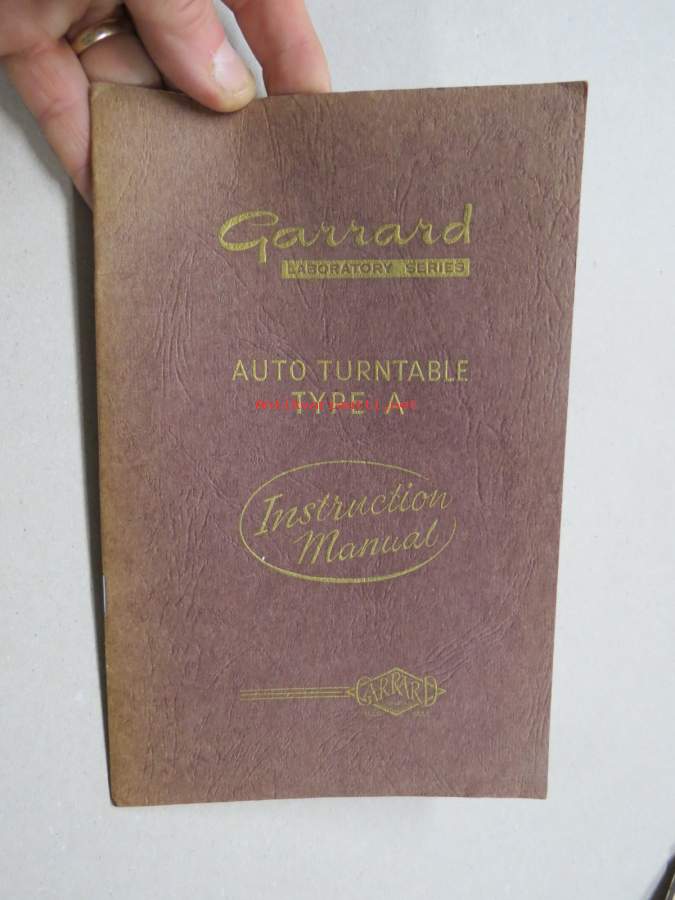 Garrard
LABORATORY SERIES
AUTO TURNTABLE
TYPE A
Instruction
Manual
GARRARD